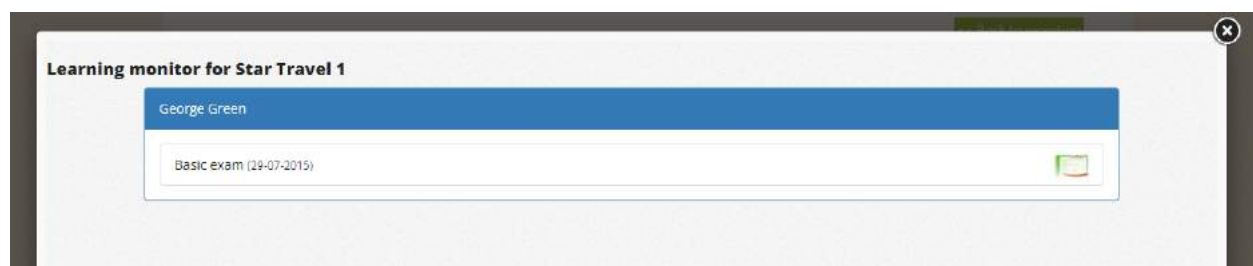 Learning monitor for Star Travel 1
George Green
Basic exam (29-07-2015)